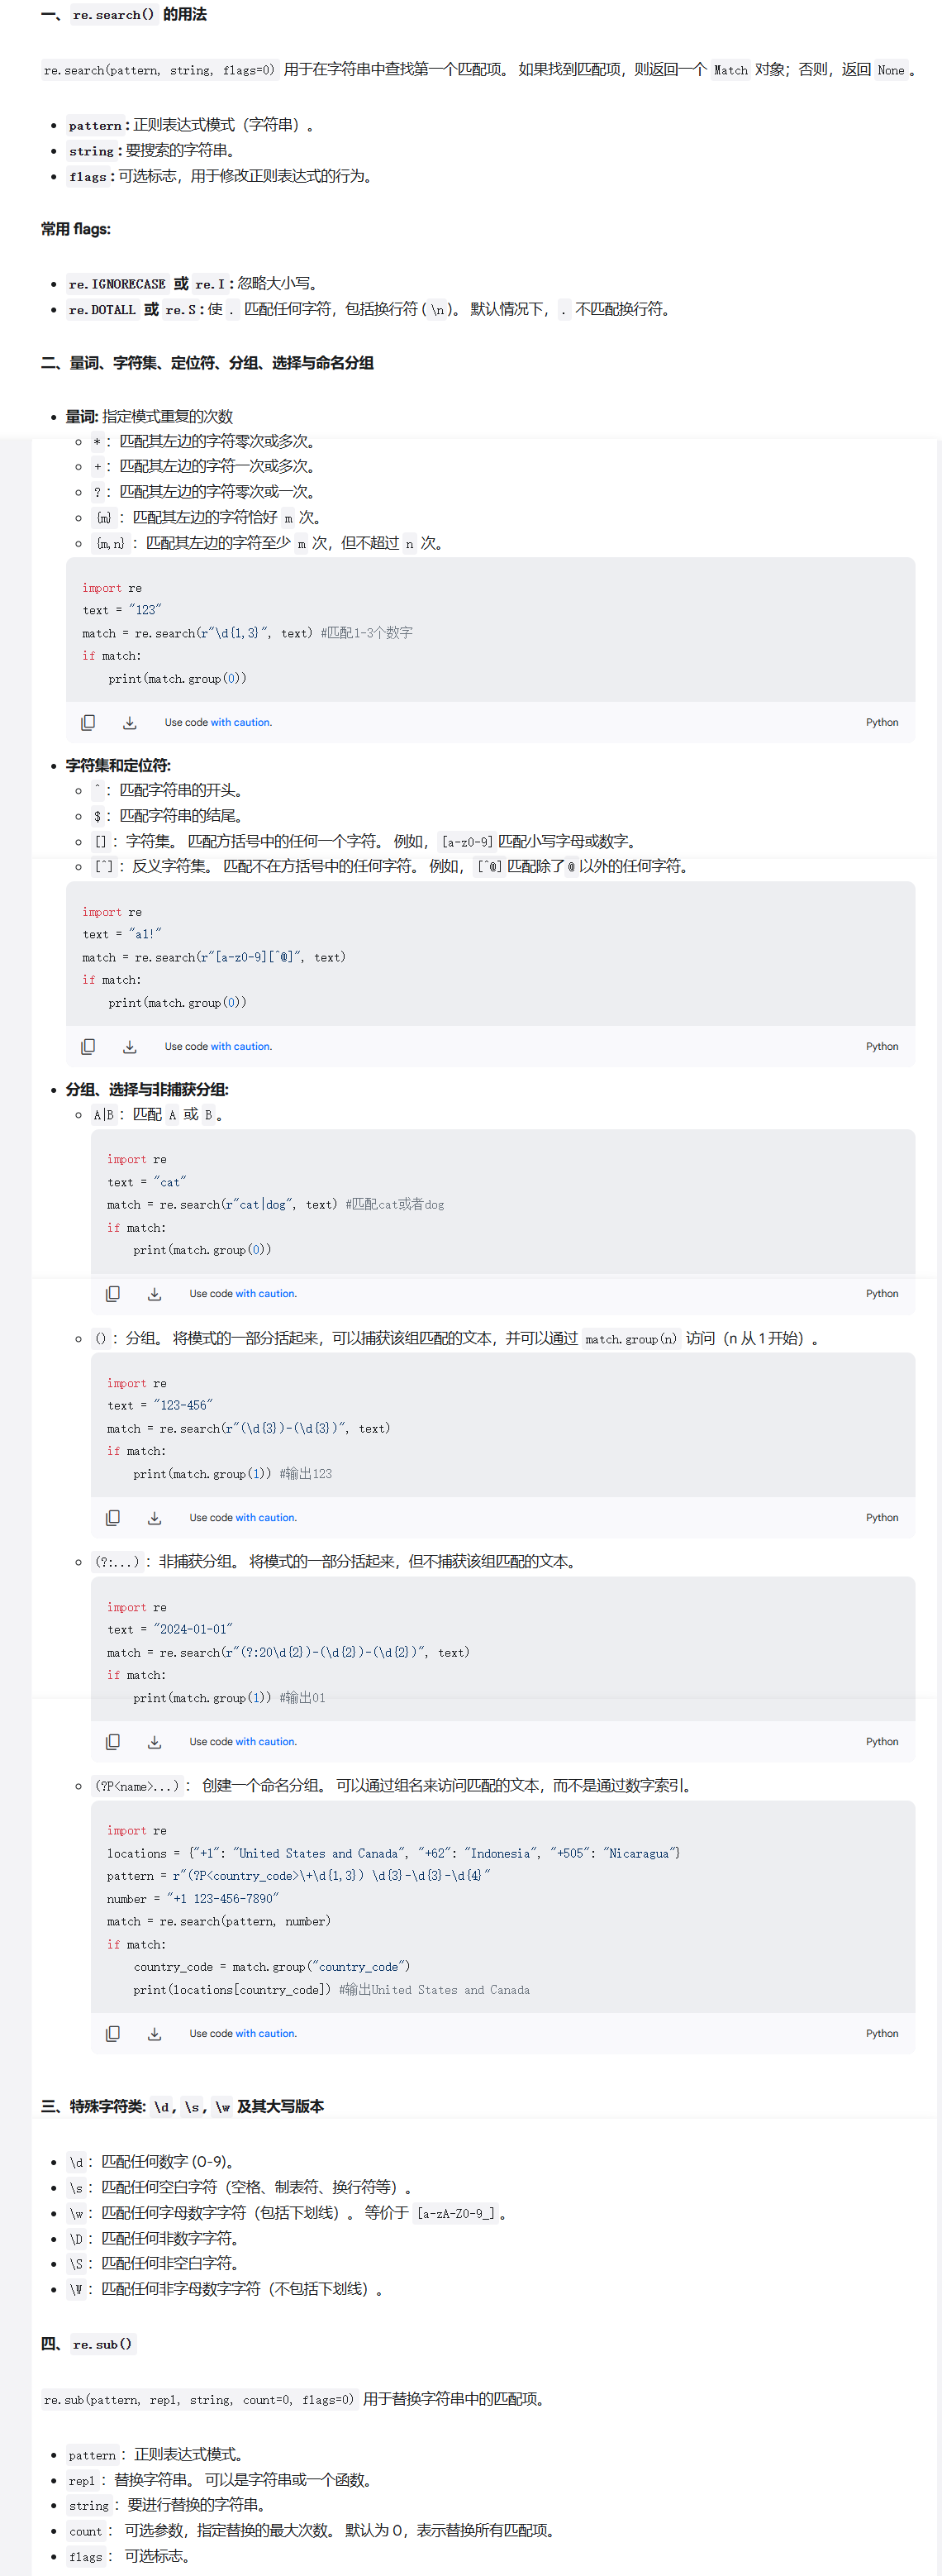 一、re.search() 的用法
re.search(pattern, string, flags=0) 用于在字符串中查找第一个匹配项。 如果找到匹配项，则返回一个 Match 对象；否则，返回 None 。
pattern : 正则表达式模式（字符串）。
string : 要搜索的字符串。
flags : 可选标志，用于修改正则表达式的行为。
常用 flags:
re.IGNORECASE 或 re.I : 忽略大小写。
re.DOTALL 或 re.S : 使 . 匹配任何字符，包括换行符 ( \n )。 默认情况下， . 不匹配换行符。
二、量词、字符集、定位符、分组、选择与命名分组
量词: 指定模式重复的次数
* ： 匹配其左边的字符零次或多次。
+ ： 匹配其左边的字符一次或多次。
? ： 匹配其左边的字符零次或一次。
{m} ： 匹配其左边的字符恰好 m 次。
{m,n} ： 匹配其左边的字符至少 m 次，但不超过 n 次。
import re
text = "123"
match = re.search(r"\d{1,3}", text) #匹配1-3个数字
if match:
    print(match.group(0))
Use code with caution. Python
字符集和定位符:
^ ： 匹配字符串的开头。
$ ： 匹配字符串的结尾。
[] ： 字符集。 匹配方括号中的任何一个字符。 例如， [a-z0-9] 匹配小写字母或数字。
[^] ： 反义字符集。 匹配不在方括号中的任何字符。 例如， [^@] 匹配除了 @ 以外的任何字符。
import re
text = "a1!"
match = re.search(r"[a-z0-9][^@]", text)
if match:
    print(match.group(0))
Use code with caution. Python
分组、选择与非捕获分组:
A|B ： 匹配 A 或 B 。
import re
text = "cat"
match = re.search(r"cat|dog", text) #匹配cat或者dog
if match:
    print(match.group(0))
Use code with caution. Python
() ： 分组。 将模式的一部分括起来，可以捕获该组匹配的文本，并可以通过 match.group(n) 访问（n 从 1 开始）。
import re
text = "123-456"
match = re.search(r"(\d{3})-(\d{3})", text)
if match:
    print(match.group(1)) #输出123
Use code with caution. Python
(?:...) ： 非捕获分组。 将模式的一部分括起来，但不捕获该组匹配的文本。
import re
text = "2024-01-01"
match = re.search(r"(?:20\d{2})-(\d{2})-(\d{2})", text)
if match:
    print(match.group(1)) #输出01
Use code with caution. Python
(?P<name>...) ： 创建一个命名分组。 可以通过组名来访问匹配的文本，而不是通过数字索引。
import re
locations = {"+1": "United States and Canada", "+62": "Indonesia", "+505": "Nicaragua"}
pattern = r"(?P<country_code>\+\d{1,3}) \d{3}-\d{3}-\d{4}"
number = "+1 123-456-7890"
match = re.search(pattern, number)
if match:
    country_code = match.group("country_code")
    print(locations[country_code]) #输出United States and Canada
Use code with caution. Python
三、特殊字符类: \d , \s , \w 及其大写版本
\d ： 匹配任何数字 (0-9)。
\s ： 匹配任何空白字符（空格、制表符、换行符等）。
\w ： 匹配任何字母数字字符（包括下划线）。 等价于 [a-zA-Z0-9_] 。
\D ： 匹配任何非数字字符。
\S ： 匹配任何非空白字符。
\W ： 匹配任何非字母数字字符（不包括下划线）。
四、re.sub()
re.sub(pattern, repl, string, count=0, flags=0) 用于替换字符串中的匹配项。
pattern ： 正则表达式模式。
repl ： 替换字符串。 可以是字符串或一个函数。
string ： 要进行替换的字符串。
count ： 可选参数，指定替换的最大次数。 默认为 0，表示替换所有匹配项。
flags ： 可选标志。